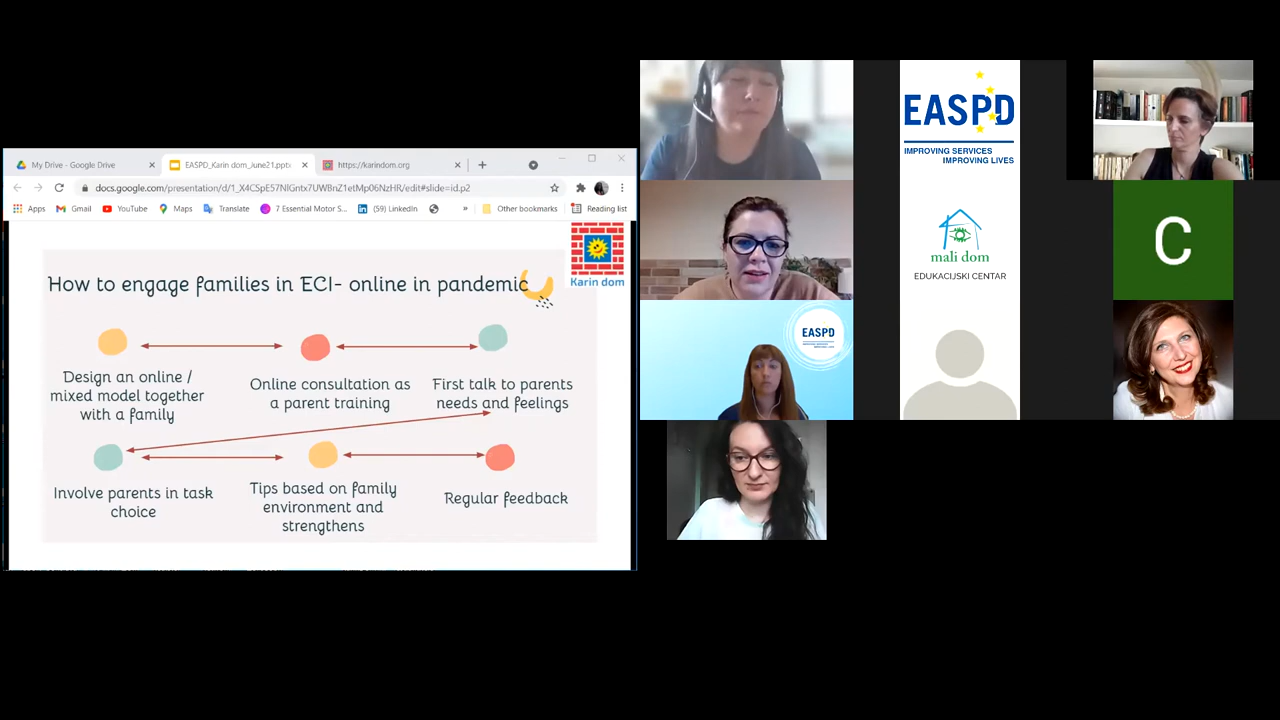 My Drive - Google Drive
EASPD_Karin dom_June21.pptx
https://karindom.org
docs.google.com/presentation/d/1_X4CSpE57NIGntx7UWBnZ1etMp06NzHR/edit#slide=id.p2
Apps
Gmail
YouTube
Maps
Translate
7 Essential Motor S...
(59) LinkedIn
»
Other bookmarks
Reading list
Karin dom
How to engage families in ECI- online in pandemic
Design an online /
mixed model together
with a family
Online consultation as
a parent training
First talk to parents
needs and feelings
Involve parents in task
choice
Tips based on family
environment and
strengthens
Regular feedback
EASPD
IMPROVING SERVICES
IMPROVING LIVES
mali dom
EDUKACIJSKI CENTAR
C
EASPD